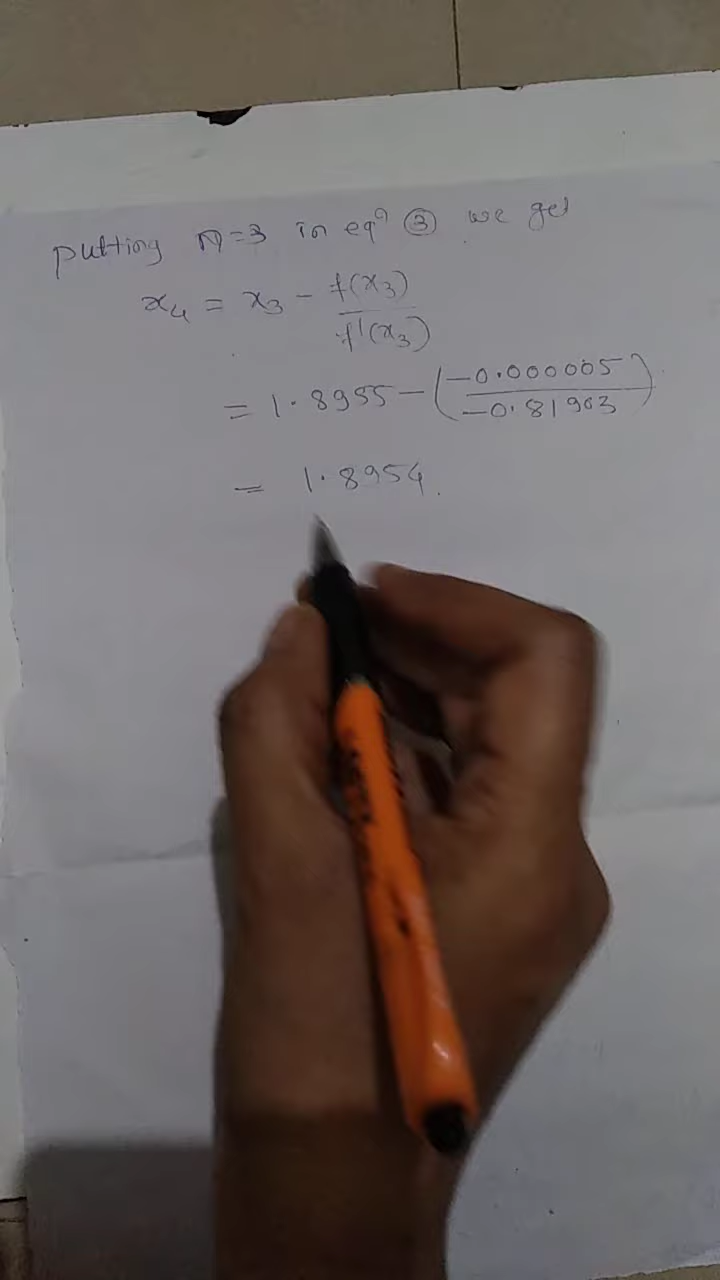 putting n=3 in eqⁿ ③ we get
x₄ = x₃ - f(x₃)/f'(x₃)
= 1.8955 - (-0.000005/-0.81903)
= 1.8954.